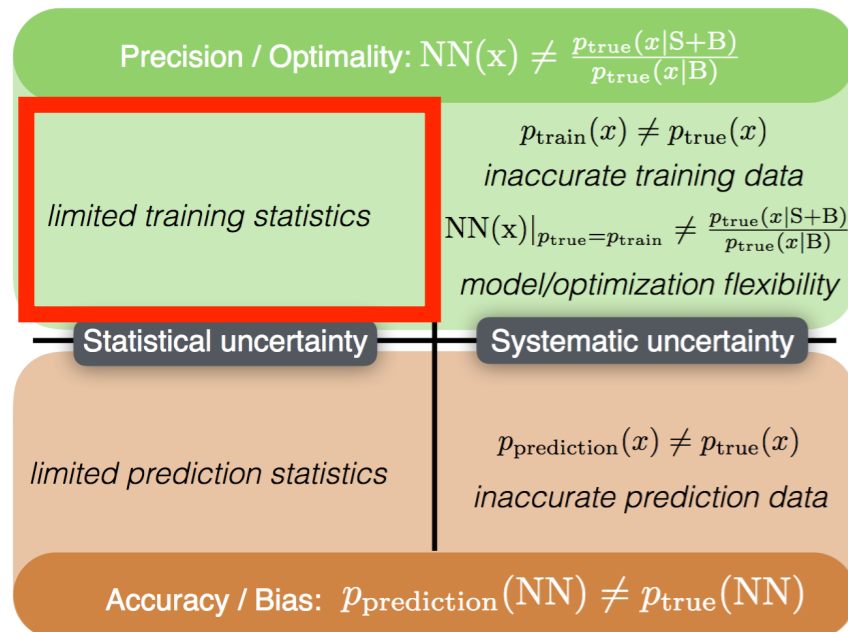 Precision / Optimality: NN(x) ≠ p_true(x|S+B) / p_true(x|B)
limited training statistics
p_train(x) ≠ p_true(x)
inaccurate training data
NN(x)|p_true=p_train ≠ p_true(x|S+B) / p_true(x|B)
model/optimization flexibility
Statistical uncertainty
Systematic uncertainty
limited prediction statistics
p_prediction(x) ≠ p_true(x)
inaccurate prediction data
Accuracy / Bias: p_prediction(NN) ≠ p_true(NN)